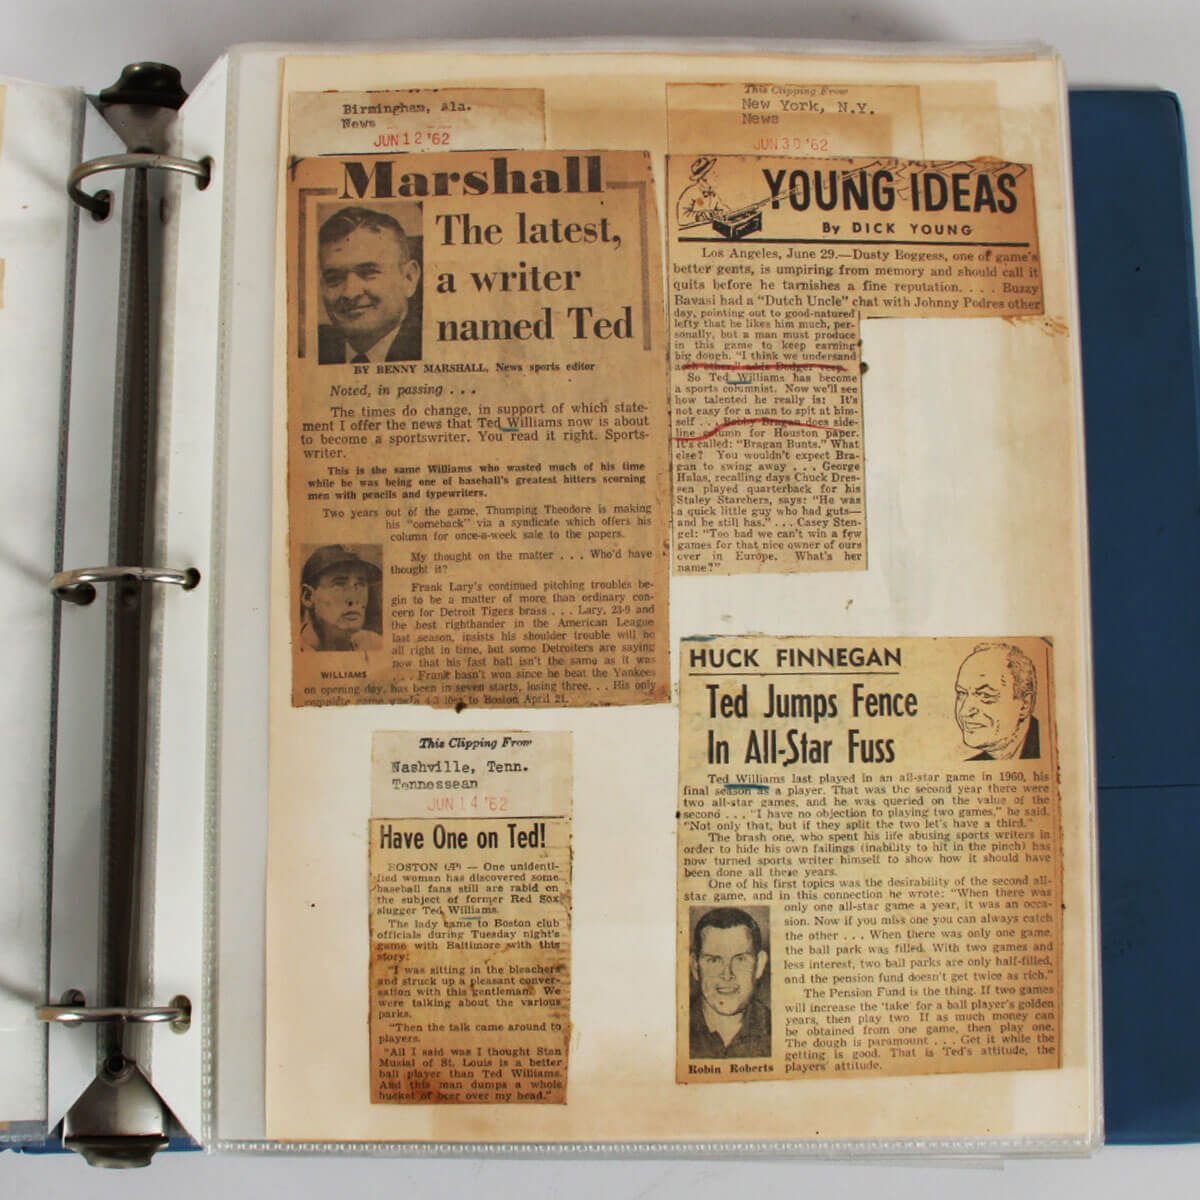 Birmingham, Ala.
News
JUN 12 '62
Marshall
The latest,
a writer
named Ted
BY BENNY MARSHALL, News sports editor
Noted, in passing . . .
The times do change, in support of which state-
ment I offer the news that Ted Williams now is about
to become a sportswriter. You read it right. Sports-
writer.
This is the same Williams who wasted much of his time
while he was being one of baseball's greatest hitters scorning
men with pencils and typewriters.
Two years out of the game, Thumping Theodore is making
his "comeback" via a syndicate which offers his
column for once-a-week sale to the papers.
My thought on the matter . . . Who'd have
thought it?
Frank Lary's continued pitching troubles be-
gin to be a matter of more than ordinary con-
cern for Detroit Tigers brass . . . Lary, 23-9 and
the best righthander in the American League
last season, insists his shoulder trouble will be
all right in time, but some Detroiters are saying
now that his fast ball isn't the same as it was
. . . Frank hasn't won since he beat the Yankees
on opening day, has been in seven starts, losing three. . . His only
complete game was a 4-3 loss to Boston April 21.
WILLIAMS
This Clipping From
New York, N.Y.
News
JUN 30 '62
YOUNG IDEAS
By DICK YOUNG
Los Angeles, June 29.—Dusty Boggess, one of game's
better gents, is umpiring from memory and should call it
quits before he tarnishes a fine reputation. . . . Buzzy
Bavasi had a "Dutch Uncle" chat with Johnny Podres other
day, pointing out to good-natured
lefty that he likes him much, per-
sonally, but a man must produce
in this game to keep earning
big dough. "I think we undersand
each other," adds Dodger veep.
So Ted Williams has become
a sports columnist. Now we'll see
how talented he really is: It's
not easy for a man to spit at him-
self . . . Bobby Bragan does side-
line column for Houston paper.
It's called: "Bragan Bunts." What
else? You wouldn't expect Bra-
gan to swing away . . . George
Halas, recalling days Chuck Dres-
sen played quarterback for his
Staley Starchers, says: "He was
a quick little guy who had guts—
and he still has." . . . Casey Sten-
gel: "Too bad we can't win a few
games for that nice owner of ours
over in Europe. What's her
name?"
This Clipping From
Nashville, Tenn.
Tennessean
JUN 14 '62
Have One on Ted!
BOSTON (AP) — One unidenti-
fied woman has discovered some
baseball fans still are rabid on
the subject of former Red Sox
slugger Ted Williams.
The lady came to Boston club
officials during Tuesday night's
game with Baltimore with this
story:
"I was sitting in the bleachers
and struck up a pleasant conver-
sation with this gentleman. We
were talking about the various
parks.
"Then the talk came around to
players.
"All I said was I thought Stan
Musial of St. Louis is a better
ball player than Ted Williams.
And this man dumps a whole
bucket of beer over my head."
HUCK FINNEGAN
Ted Jumps Fence
In All-Star Fuss
Ted Williams last played in an all-star game in 1960, his
final season as a player. That was the second year there were
two all-star games, and he was queried on the value of the
second . . . "I have no objection to playing two games," he said.
"Not only that, but if they split the two let's have a third."
The brash one, who spent his life abusing sports writers in
order to hide his own failings (inability to hit in the pinch) has
now turned sports writer himself to show how it should have
been done all these years.
One of his first topics was the desirability of the second all-
star game, and in this connection he wrote: "When there was
only one all-star game a year, it was an occa-
sion. Now if you miss one you can always catch
the other . . . When there was only one game,
the ball park was filled. With two games and
less interest, two ball parks are only half-filled,
and the pension fund doesn't get twice as rich."
The Pension Fund is the thing. If two games
will increase the 'take' for a ball player's golden
years, then play two. If as much money can
be obtained from one game, then play one.
The dough is paramount . . . Get it while the
getting is good. That is Ted's attitude, the
players' attitude.
Robin Roberts